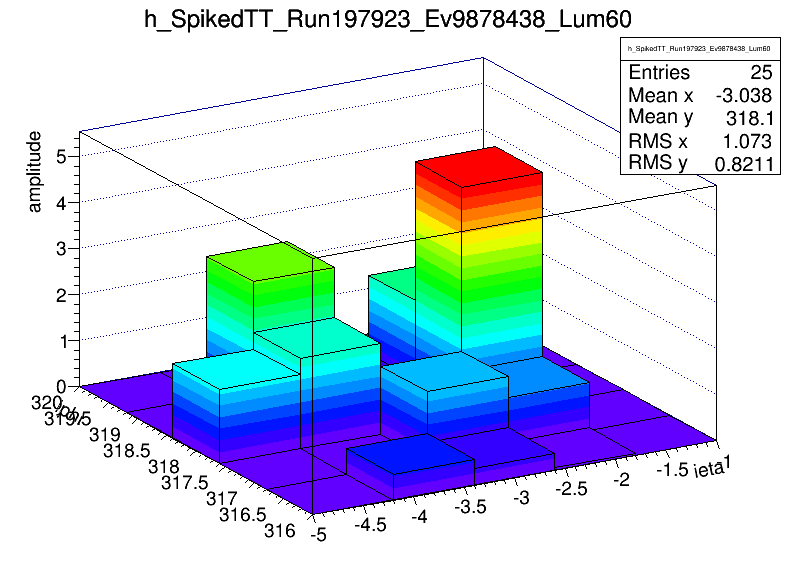 h_SpikedTT_Run197923_Ev9878438_Lum60
h_SpikedTT_Run197923_Ev9878438_Lum60
Entries 25
Mean x -3.038
Mean y 318.1
RMS x 1.073
RMS y 0.8211
amplitude
5
4
3
2
1
0
320
319.5
iphi
319
318.5
318
317.5
317
316.5
316
-5
-4.5
-4
-3.5
-3
-2.5
-2
-1.5
ieta
-1